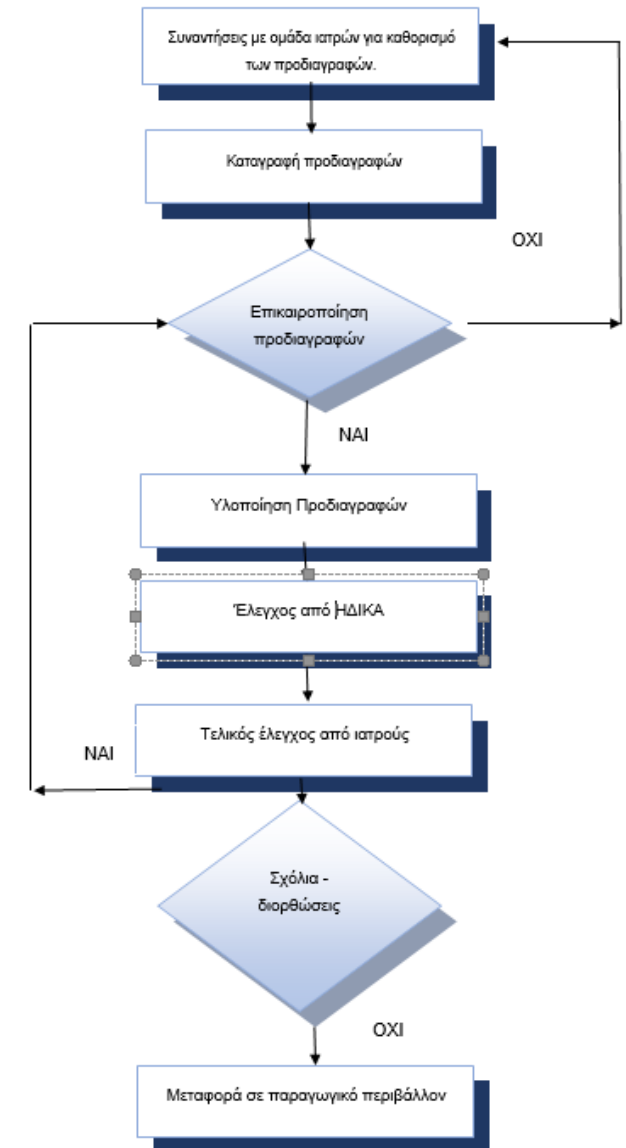 Συναντήσεις με ομάδα ιατρών για καθορισμό
των προδιαγραφών.
Καταγραφή προδιαγραφών
ΟΧΙ
Επικαιροποίηση
προδιαγραφών
ΝΑΙ
Υλοποίηση Προδιαγραφών
Έλεγχος από ΗΔΙΚΑ
Τελικός έλεγχος από ιατρούς
ΝΑΙ
Σχόλια -
διορθώσεις
ΟΧΙ
Μεταφορά σε παραγωγικό περιβάλλον